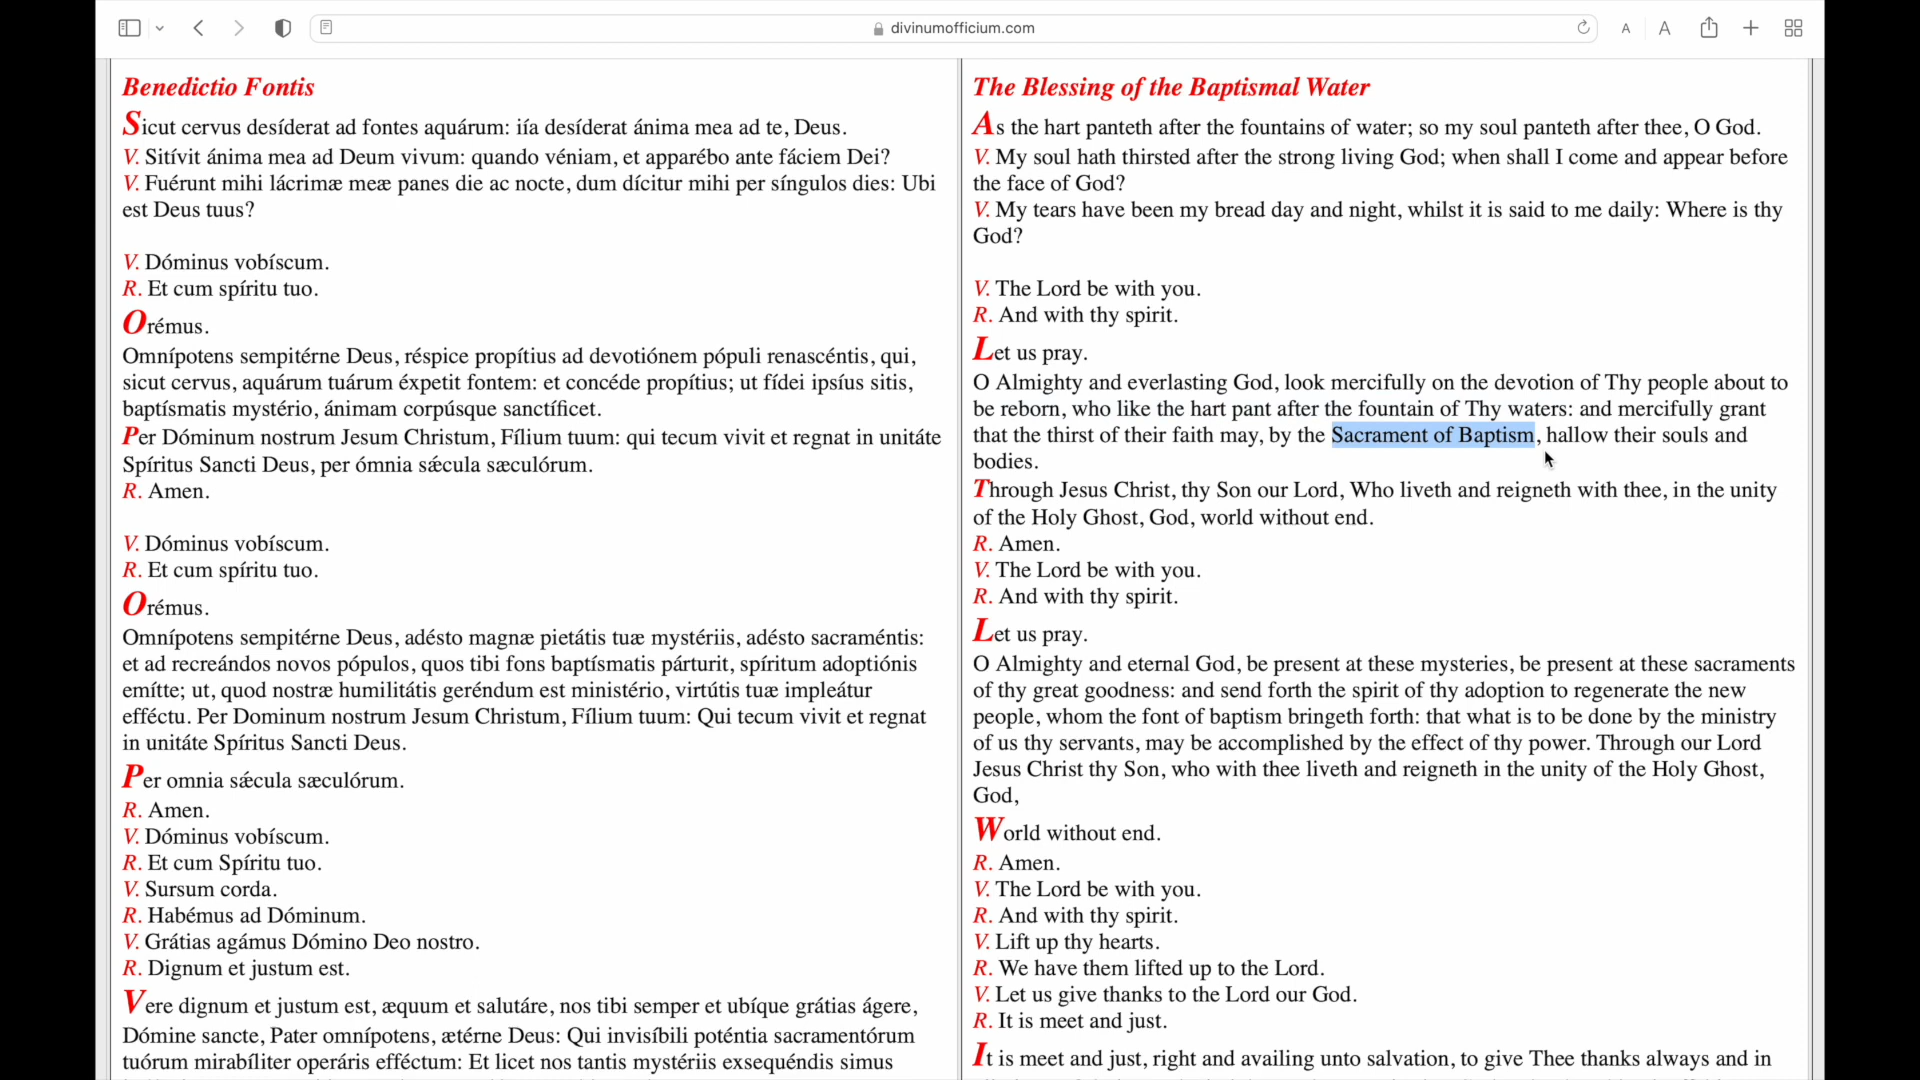 divinumofficium.com
A A
Benedictio Fontis
Sicut cervus desíderat ad fontes aquárum: iía desíderat ánima mea ad te, Deus.
V. Sitívit ánima mea ad Deum vivum: quando véniam, et apparébo ante fáciem Dei?
V. Fuérunt mihi lácrimæ meæ panes die ac nocte, dum dícitur mihi per síngulos dies: Ubi
est Deus tuus?
V. Dóminus vobíscum.
R. Et cum spíritu tuo.
Orémus.
Omnípotens sempitérne Deus, réspice propítius ad devotiónem pópuli renascéntis, qui,
sicut cervus, aquárum tuárum éxpetit fontem: et concéde propítius; ut fídei ipsíus sitis,
baptísmatis mystério, ánimam corpúsque sanctíficet.
Per Dóminum nostrum Jesum Christum, Fílium tuum: qui tecum vivit et regnat in unitáte
Spíritus Sancti Deus, per ómnia sǽcula sæculórum.
R. Amen.
V. Dóminus vobíscum.
R. Et cum spíritu tuo.
Orémus.
Omnípotens sempitérne Deus, adésto magnæ pietátis tuæ mystériis, adésto sacraméntis:
et ad recreándos novos pópulos, quos tibi fons baptísmatis párturit, spíritum adoptiónis
emítte; ut, quod nostræ humilitátis geréndum est ministério, virtútis tuæ impleátur
efféctu. Per Dominum nostrum Jesum Christum, Fílium tuum: Qui tecum vivit et regnat
in unitáte Spíritus Sancti Deus.
Per omnia sǽcula sæculórum.
R. Amen.
V. Dóminus vobíscum.
R. Et cum Spíritu tuo.
V. Sursum corda.
R. Habémus ad Dóminum.
V. Grátias agámus Dómino Deo nostro.
R. Dignum et justum est.
Vere dignum et justum est, æquum et salutáre, nos tibi semper et ubíque grátias ágere,
Dómine sancte, Pater omnípotens, ætérne Deus: Qui invisíbili poténtia sacramentórum
tuórum mirabíliter operáris efféctum: Et licet nos tantis mystériis exsequéndis simus
The Blessing of the Baptismal Water
As the hart panteth after the fountains of water; so my soul panteth after thee, O God.
V. My soul hath thirsted after the strong living God; when shall I come and appear before
the face of God?
V. My tears have been my bread day and night, whilst it is said to me daily: Where is thy
God?
V. The Lord be with you.
R. And with thy spirit.
Let us pray.
O Almighty and everlasting God, look mercifully on the devotion of Thy people about to
be reborn, who like the hart pant after the fountain of Thy waters: and mercifully grant
that the thirst of their faith may, by the Sacrament of Baptism, hallow their souls and
bodies.
Through Jesus Christ, thy Son our Lord, Who liveth and reigneth with thee, in the unity
of the Holy Ghost, God, world without end.
R. Amen.
V. The Lord be with you.
R. And with thy spirit.
Let us pray.
O Almighty and eternal God, be present at these mysteries, be present at these sacraments
of thy great goodness: and send forth the spirit of thy adoption to regenerate the new
people, whom the font of baptism bringeth forth: that what is to be done by the ministry
of us thy servants, may be accomplished by the effect of thy power. Through our Lord
Jesus Christ thy Son, who with thee liveth and reigneth in the unity of the Holy Ghost,
God,
World without end.
R. Amen.
V. The Lord be with you.
R. And with thy spirit.
V. Lift up thy hearts.
R. We have them lifted up to the Lord.
V. Let us give thanks to the Lord our God.
R. It is meet and just.
It is meet and just, right and availing unto salvation, to give Thee thanks always and in